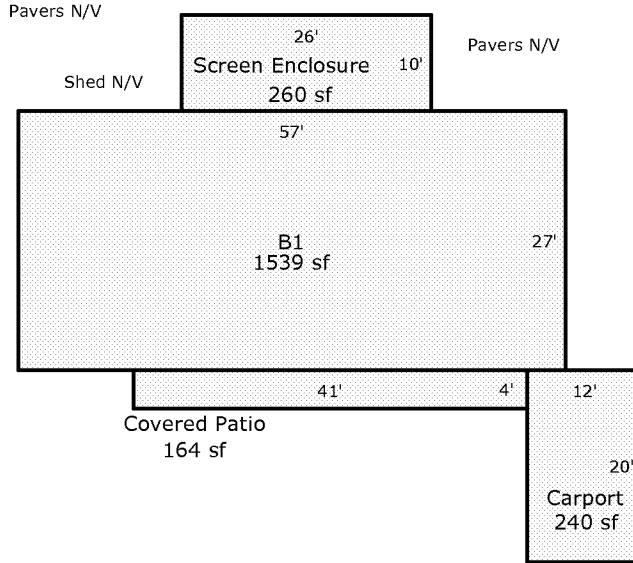 Pavers N/V
26'
Pavers N/V
Screen Enclosure
10'
Shed N/V
260 sf
57'
B1
27'
1539 sf
41'
4'
12'
Covered Patio
164 sf
20'
Carport
240 sf